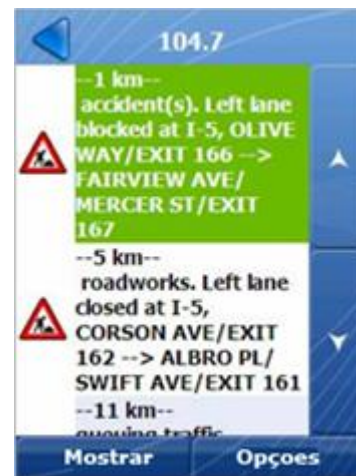 104.7
--1 km--
accident(s). Left lane
blocked at I-5, OLIVE
WAY/EXIT 166 -->
FAIRVIEW AVE/
MERCER ST/EXIT
167
--5 km--
roadworks. Left lane
closed at I-5,
CORSON AVE/EXIT
162 --> ALBRO PL/
SWIFT AVE/EXIT 161
--11 km--
queuing traffic
Mostrar Opçoes